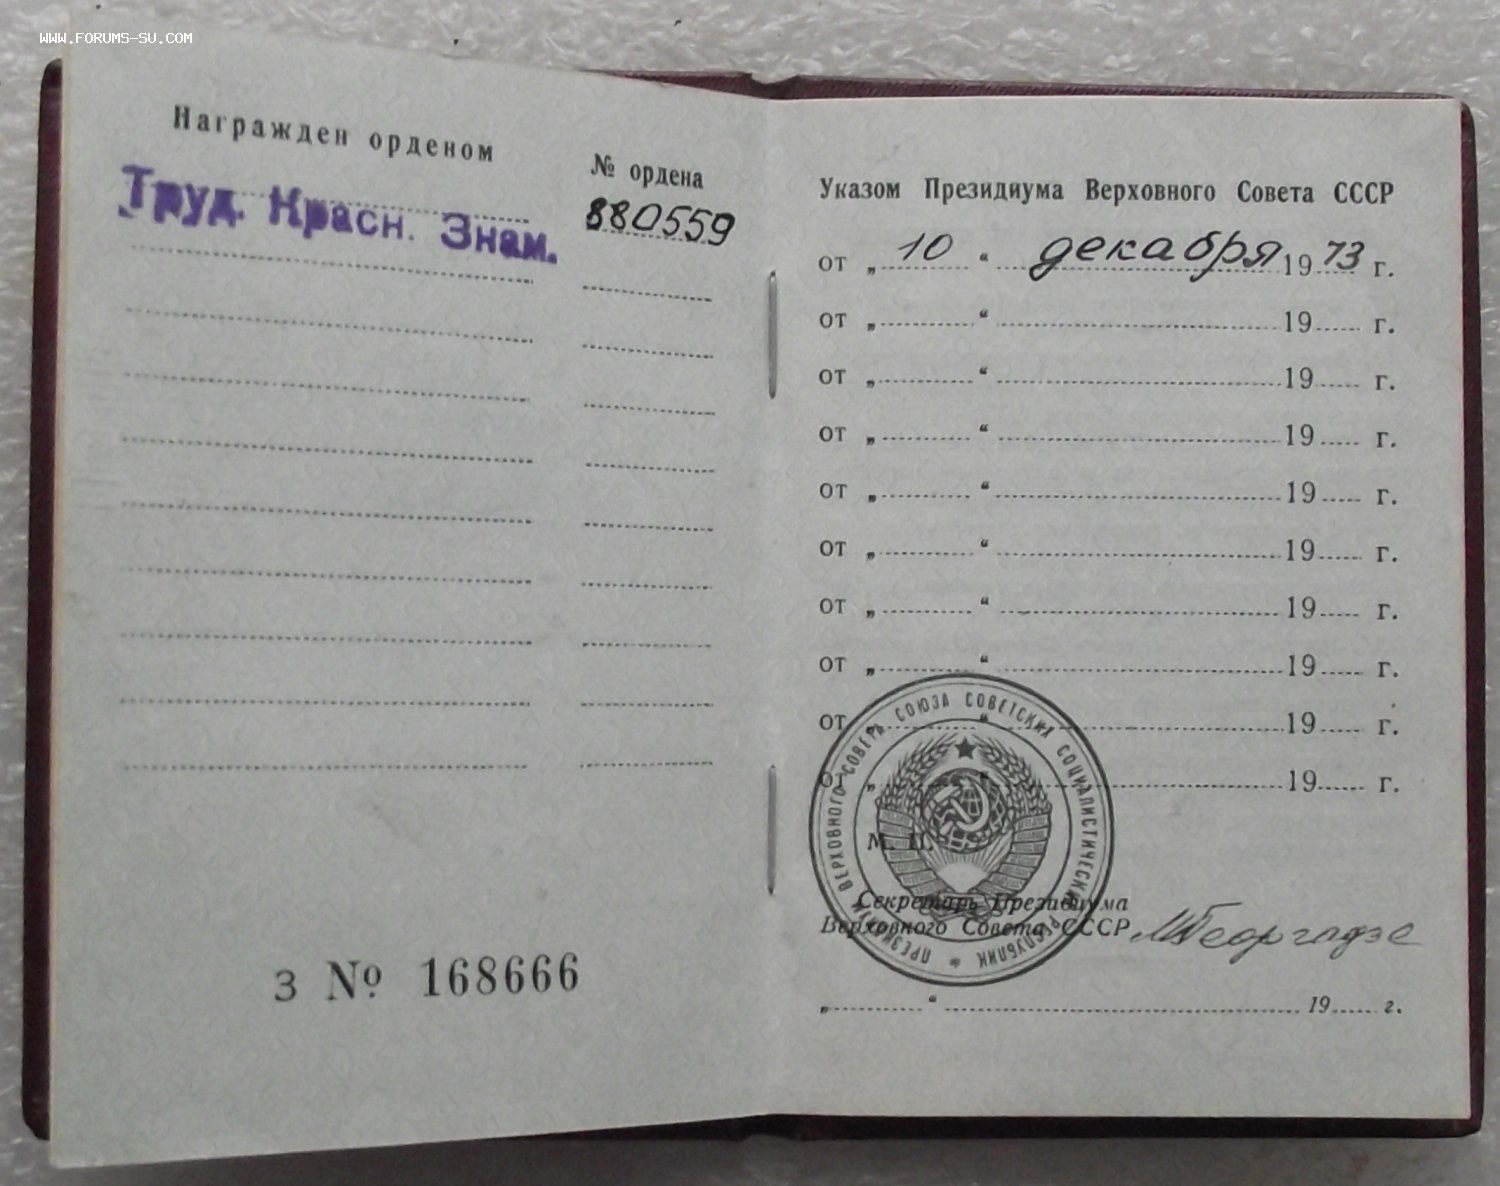 WWW.FORUMS-SU.COM
Награжден орденом
№ ордена
Труд. Красн. Знам.
880559
З № 168666
Указом Президиума Верховного Совета СССР
от „ 10 “ декабря 1973 г.
от „ “ 19 г.
от „ “ 19 г.
от „ “ 19 г.
от „ “ 19 г.
от „ “ 19 г.
от „ “ 19 г.
от „ “ 19 г.
от „ “ 19 г.
от „ “ 19 г.
ПРЕЗИДИУМ ВЕРХОВНОГО СОВЕТА СОЮЗА СОВЕТСКИХ СОЦИАЛИСТИЧЕСКИХ РЕСПУБЛИК *
М. П.
Секретарь Президиума
Верховного Совета СССР МГеоргадзе
„ “ 19 г.